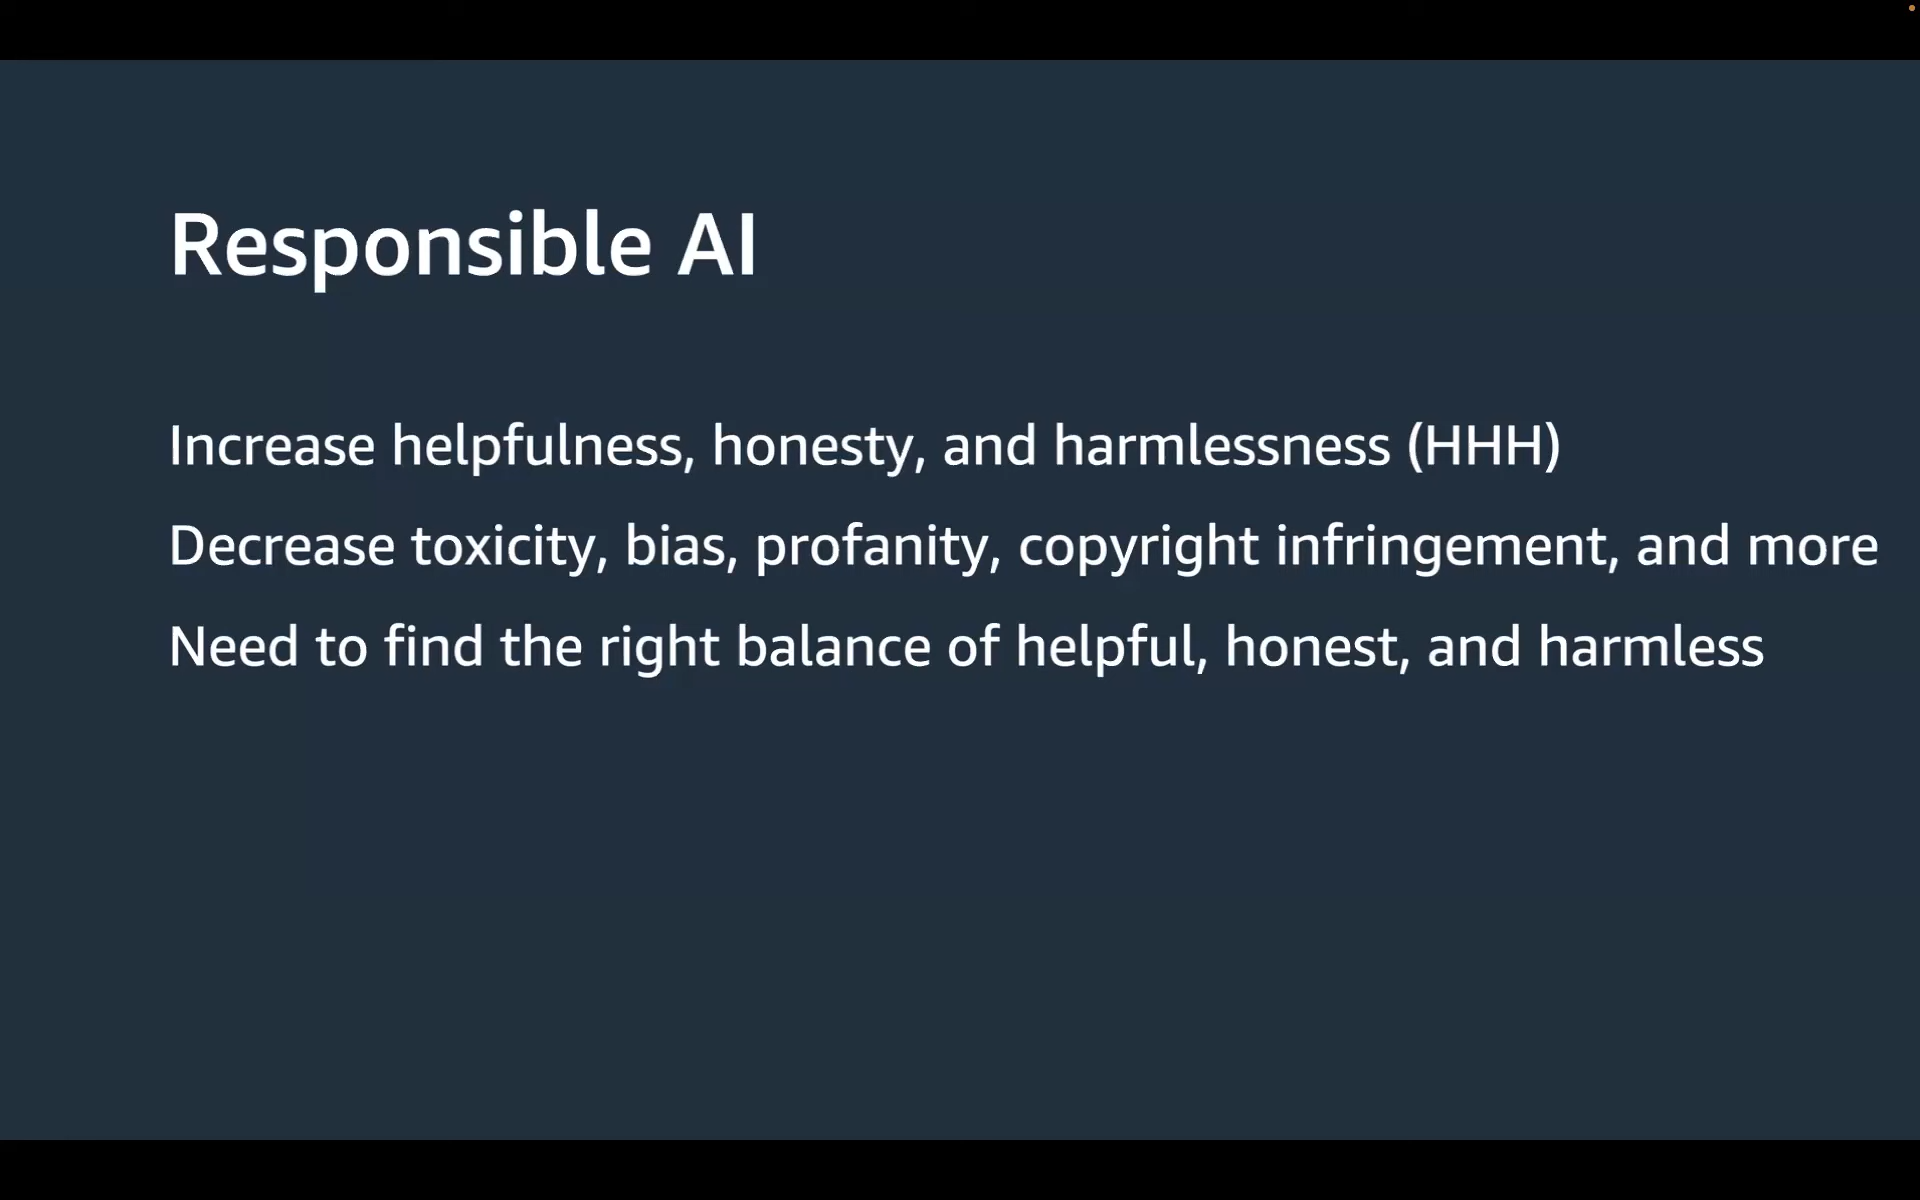 Responsible AI
Increase helpfulness, honesty, and harmlessness (HHH)
Decrease toxicity, bias, profanity, copyright infringement, and more
Need to find the right balance of helpful, honest, and harmless